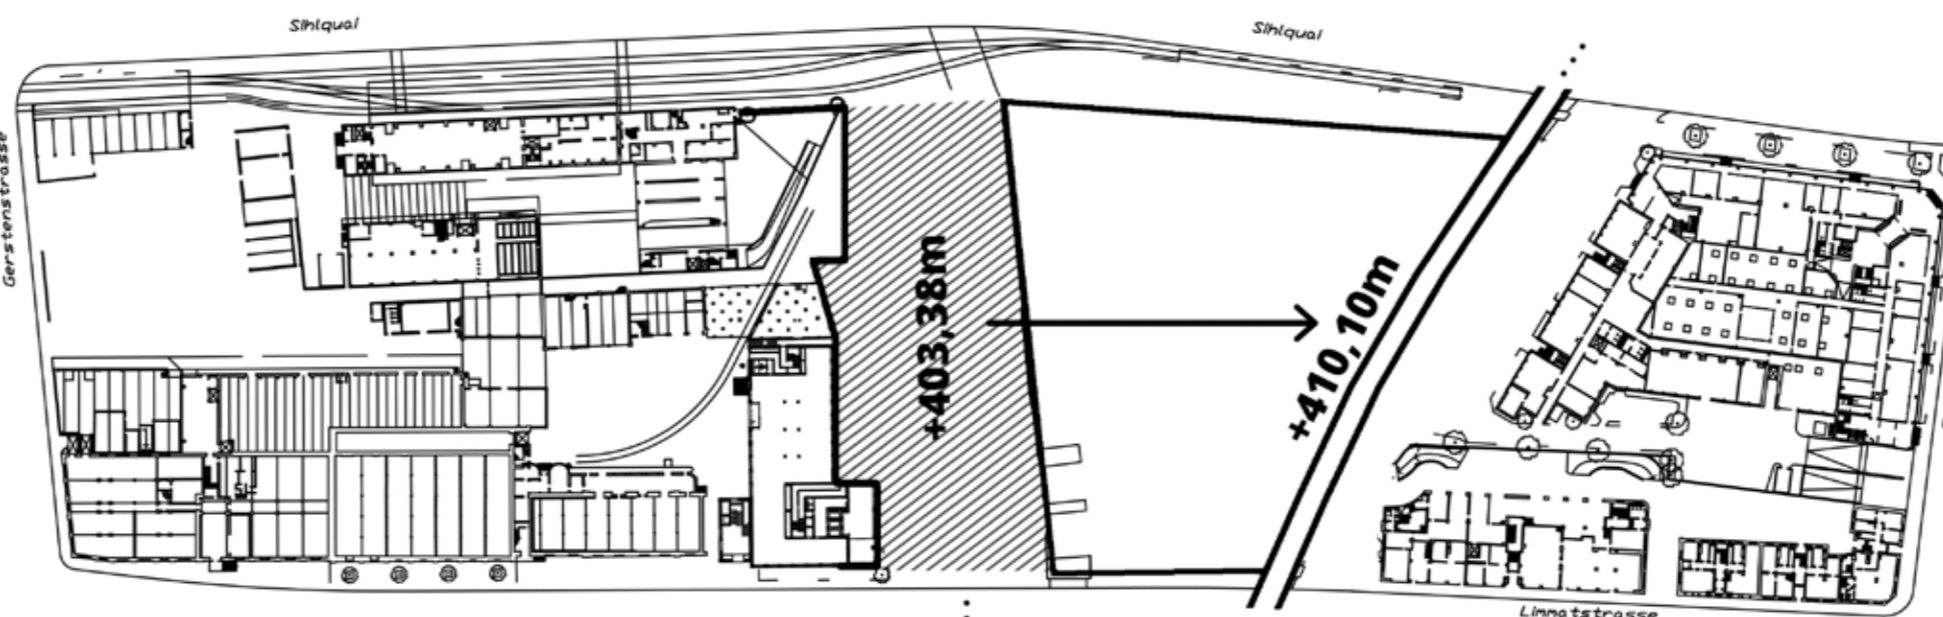 Sihlquai
Sihlquai
Gerstenstrasse
+403,38m
+410,10m
Limmatstrasse